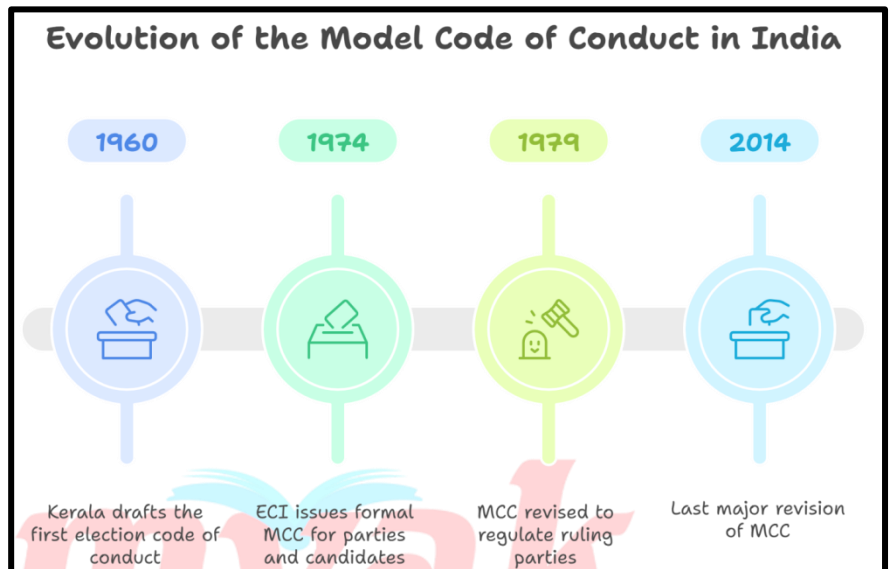 Evolution of the Model Code of Conduct in India
1960
1974
1979
2014
Kerala drafts the
first election code of
conduct
ECI issues formal
MCC for parties
and candidates
MCC revised to
regulate ruling
parties
Last major revision
of MCC